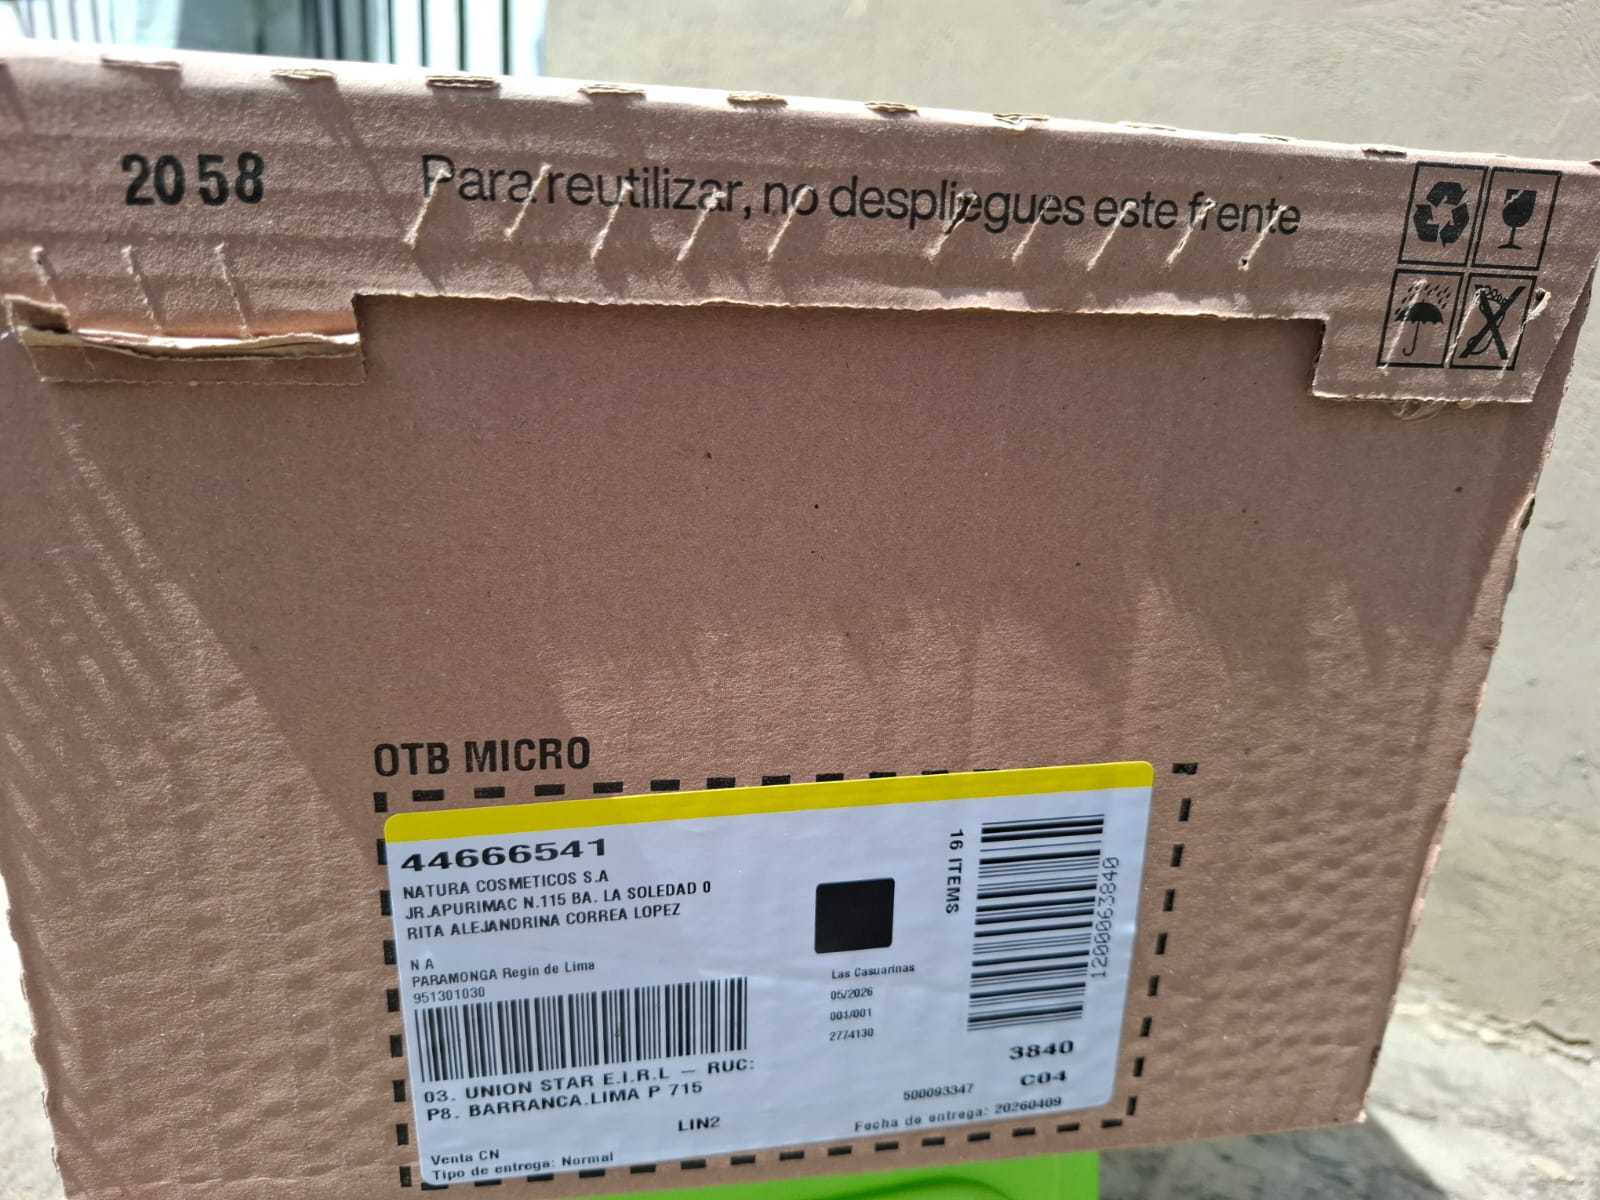 2058
Para reutilizar, no despliegues este frente
OTB MICRO
44666541
NATURA COSMETICOS S.A
JR.APURIMAC N.115 BA. LA SOLEDAD 0
RITA ALEJANDRINA CORREA LOPEZ
N A
PARAMONGA Regin de Lima
951301030
03. UNION STAR E.I.R.L – RUC:
P8. BARRANCA.LIMA P 715
LIN2
Venta CN
Tipo de entrega: Normal
Las Casuarinas
05/2026
001/001
2774130
16 ITEMS
1200063840
3840
C04
500093347
Fecha de entrega: 20260409